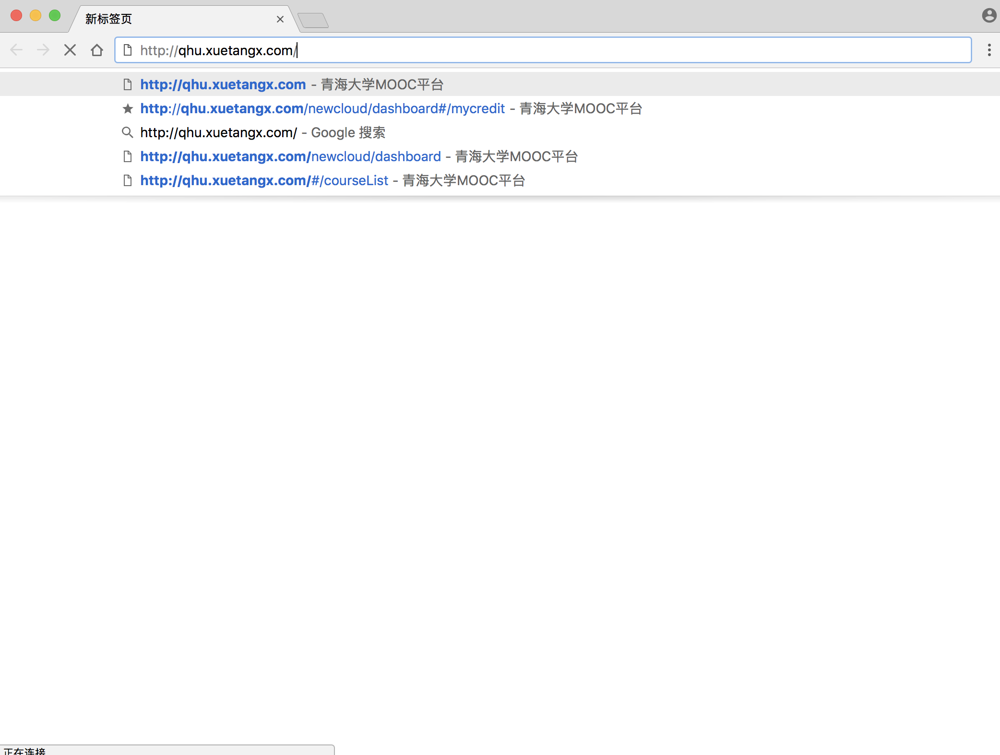 新标签页
http://qhu.xuetangx.com/
http://qhu.xuetangx.com - 青海大学MOOC平台
http://qhu.xuetangx.com/newcloud/dashboard#/mycredit - 青海大学MOOC平台
http://qhu.xuetangx.com/ - Google 搜索
http://qhu.xuetangx.com/newcloud/dashboard - 青海大学MOOC平台
http://qhu.xuetangx.com/#/courseList - 青海大学MOOC平台
正在连接